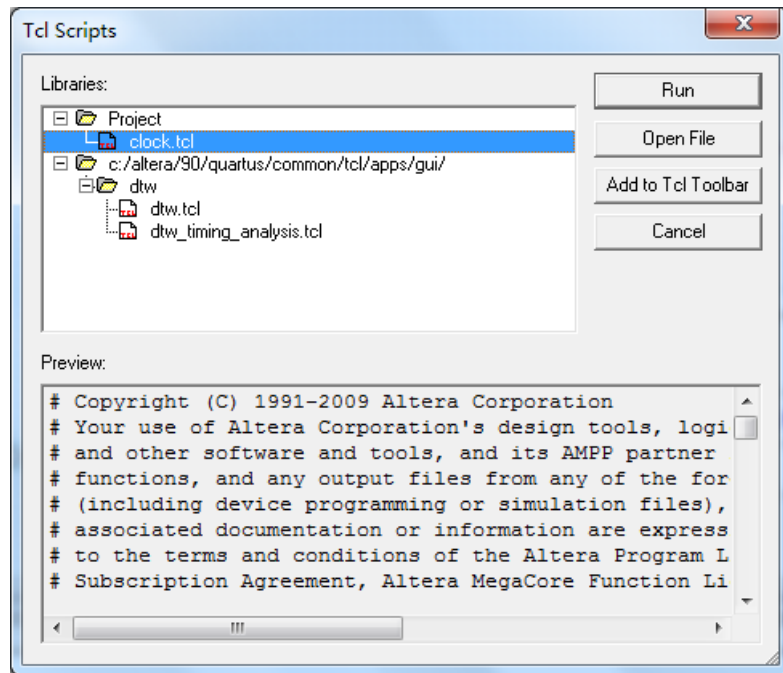 Tcl Scripts
Libraries:
Project
clock.tcl
c:/altera/90/quartus/common/tcl/apps/gui/
dtw
dtw.tcl
dtw_timing_analysis.tcl
Run
Open File
Add to Tcl Toolbar
Cancel
Preview:
# Copyright (C) 1991-2009 Altera Corporation
# Your use of Altera Corporation's design tools, logi
# and other software and tools, and its AMPP partner
# functions, and any output files from any of the for
# (including device programming or simulation files),
# associated documentation or information are express
# to the terms and conditions of the Altera Program L
# Subscription Agreement, Altera MegaCore Function Li